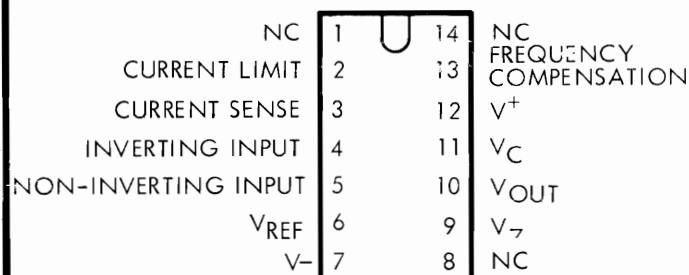 NC 1 14 NC
CURRENT LIMIT 2 13 FREQUENCY COMPENSATION
CURRENT SENSE 3 12 V+
INVERTING INPUT 4 11 VC
NON-INVERTING INPUT 5 10 VOUT
VREF 6 9 VZ
V- 7 8 NC